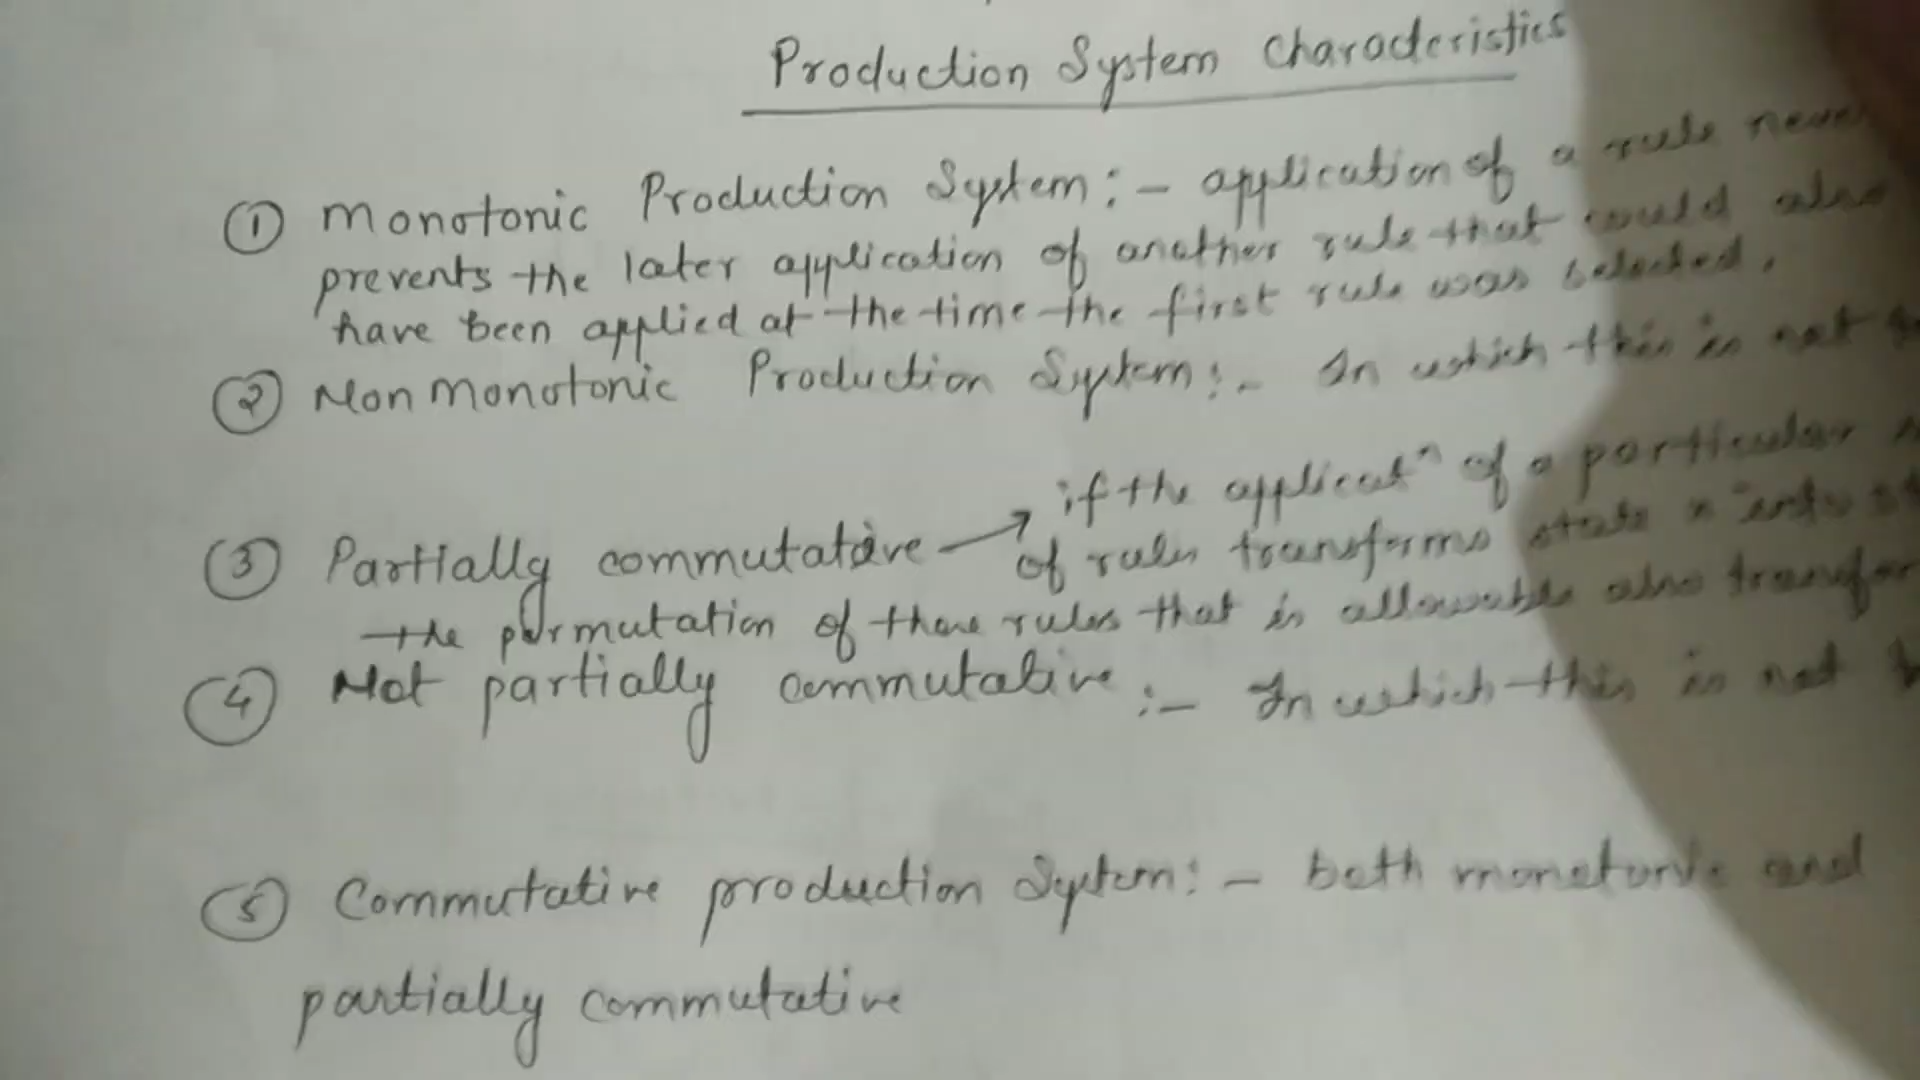 Production System Characteristics
① Monotonic Production System:- application of a rule never
prevents the later application of another rule that could also
have been applied at the time the first rule was selected.
② Non Monotonic Production System:- In which this is not
③ Partially commutative → if the applicatⁿ of a particular
of rules transforms state x into
the permutation of those rules that is allowable also
④ Not partially commutative :- In which this is not
⑤ Commutative production System:- both monotonic and
partially commutative